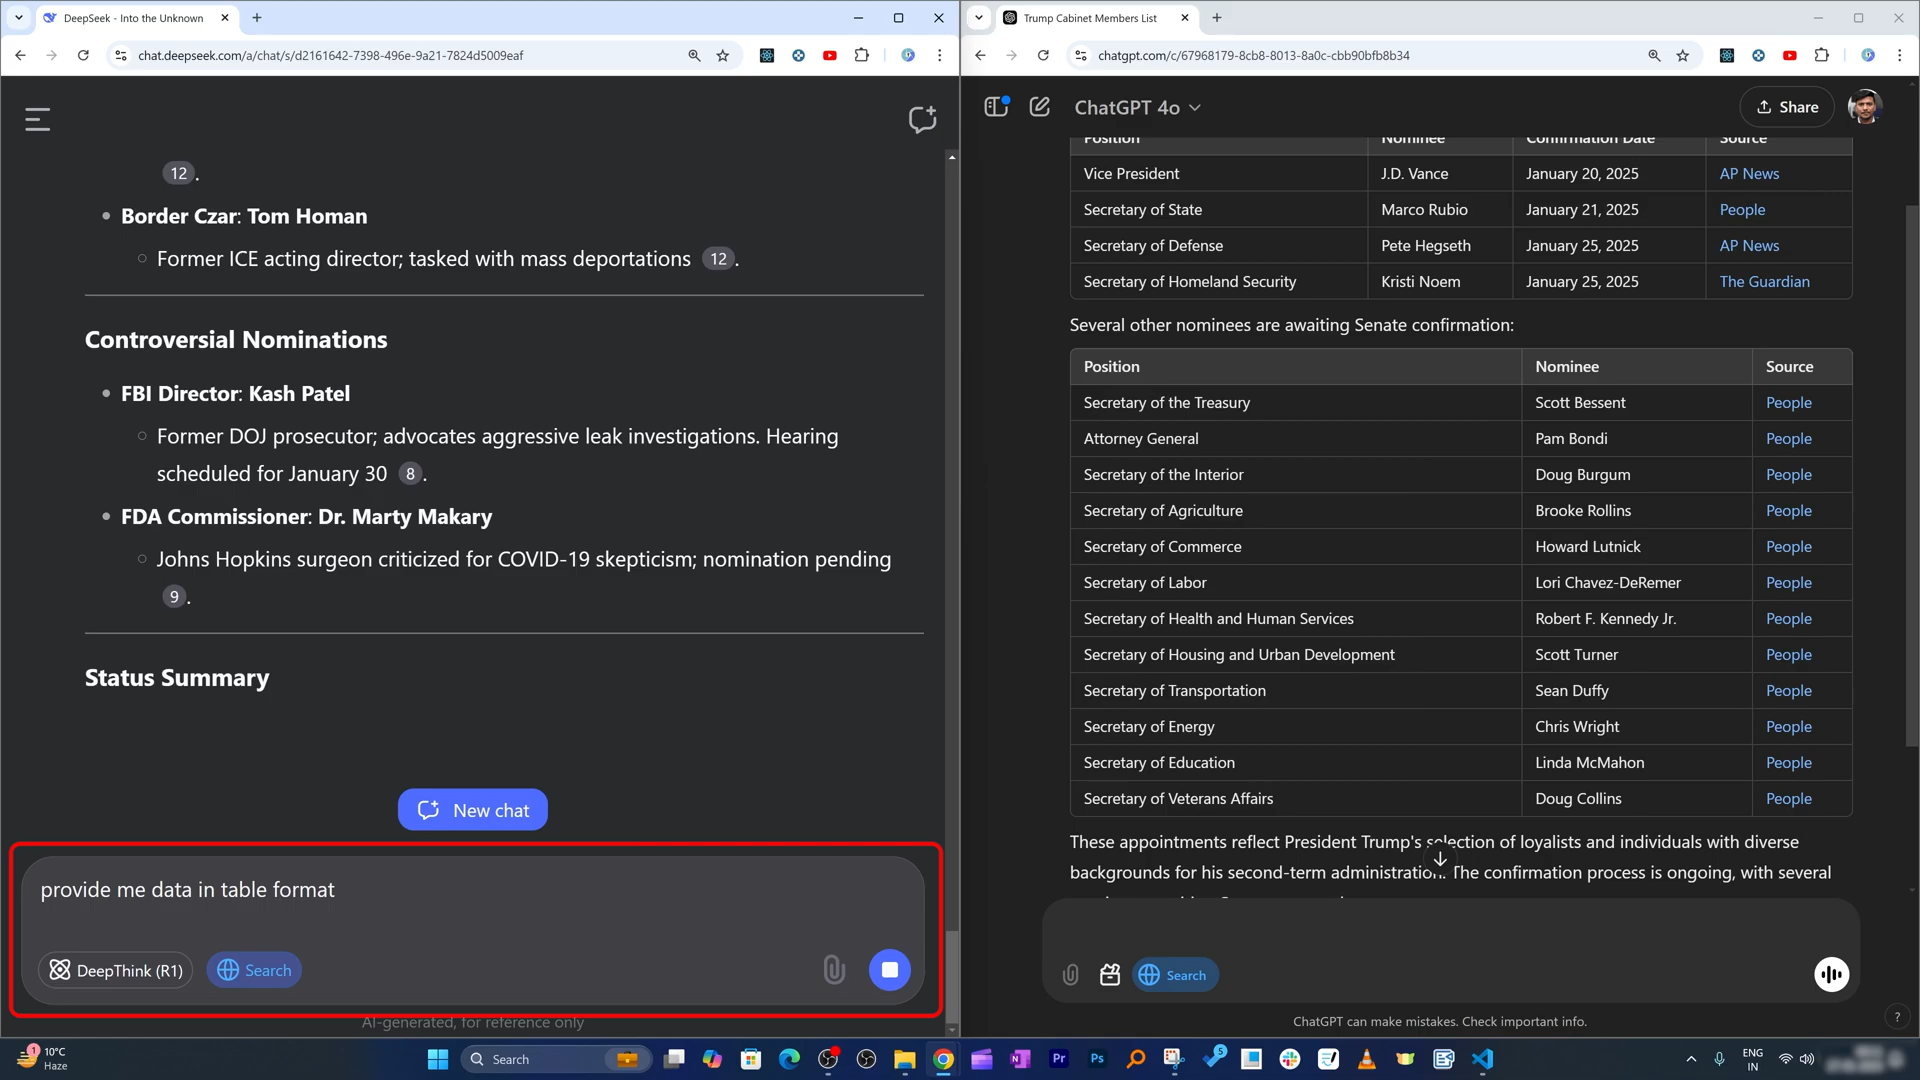 DeepSeek - Into the Unknown
chat.deepseek.com/a/chat/s/d2161642-7398-496e-9a21-7824d5009eaf
12.
Border Czar: Tom Homan
Former ICE acting director; tasked with mass deportations 12.
Controversial Nominations
FBI Director: Kash Patel
Former DOJ prosecutor; advocates aggressive leak investigations. Hearing
scheduled for January 30 8.
FDA Commissioner: Dr. Marty Makary
Johns Hopkins surgeon criticized for COVID-19 skepticism; nomination pending
9.
Status Summary
New chat
provide me data in table format
DeepThink (R1) Search
AI-generated, for reference only
Trump Cabinet Members List
chatgpt.com/c/67968179-8cb8-8013-8a0c-cbb90bfb8b34
ChatGPT 4o
Share
Position Nominee Confirmation Date Source
Vice President J.D. Vance January 20, 2025 AP News
Secretary of State Marco Rubio January 21, 2025 People
Secretary of Defense Pete Hegseth January 25, 2025 AP News
Secretary of Homeland Security Kristi Noem January 25, 2025 The Guardian
Several other nominees are awaiting Senate confirmation:
Position Nominee Source
Secretary of the Treasury Scott Bessent People
Attorney General Pam Bondi People
Secretary of the Interior Doug Burgum People
Secretary of Agriculture Brooke Rollins People
Secretary of Commerce Howard Lutnick People
Secretary of Labor Lori Chavez-DeRemer People
Secretary of Health and Human Services Robert F. Kennedy Jr. People
Secretary of Housing and Urban Development Scott Turner People
Secretary of Transportation Sean Duffy People
Secretary of Energy Chris Wright People
Secretary of Education Linda McMahon People
Secretary of Veterans Affairs Doug Collins People
These appointments reflect President Trump's selection of loyalists and individuals with diverse
backgrounds for his second-term administration. The confirmation process is ongoing, with several
Search
ChatGPT can make mistakes. Check important info.
?
1
10°C
Haze
Search
N
Pr
Ps
5
ENG
IN